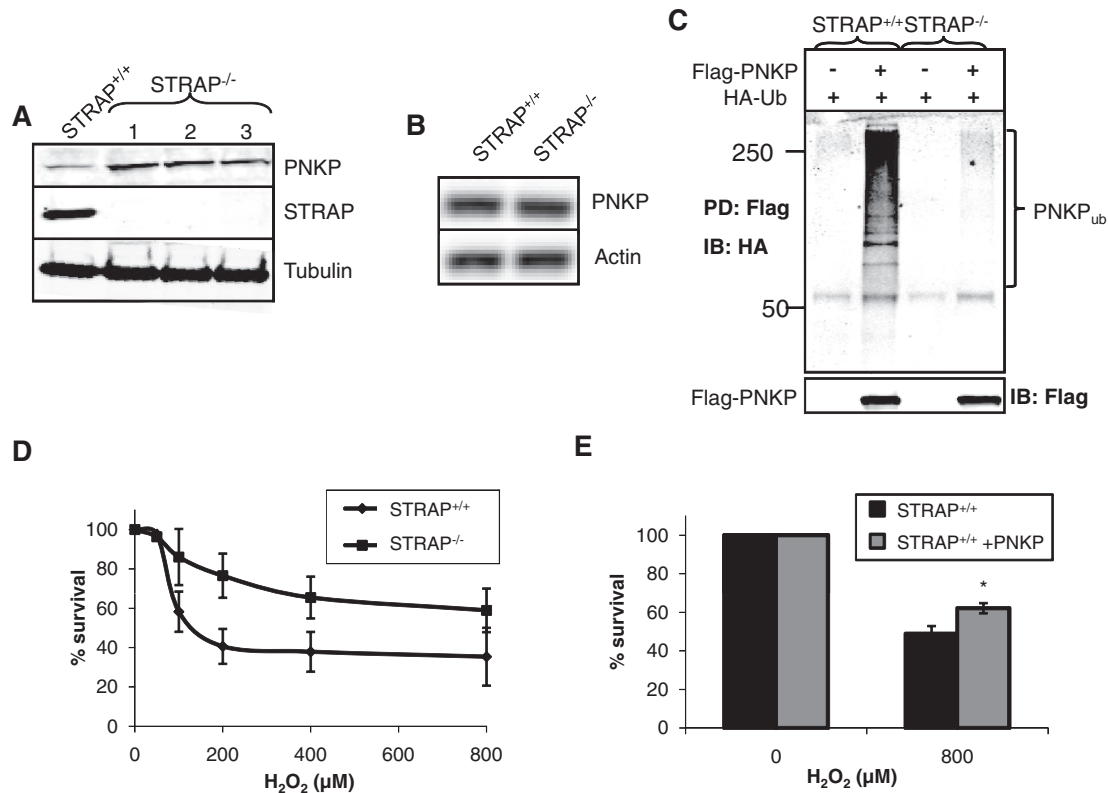 A
STRAP+/+
STRAP-/-
1 2 3
PNKP
STRAP
Tubulin
B
STRAP+/+
STRAP-/-
PNKP
Actin
C
STRAP+/+ STRAP-/-
Flag-PNKP - + - +
HA-Ub + + + +
250
PD: Flag
IB: HA
50
PNKPub
Flag-PNKP
IB: Flag
D
STRAP+/+
STRAP-/-
% survival
100
80
60
40
20
0
0 200 400 600 800
H2O2 (µM)
E
STRAP+/+
STRAP+/+ +PNKP
% survival
100
80
60
40
20
0
*
0 800
H2O2 (µM)